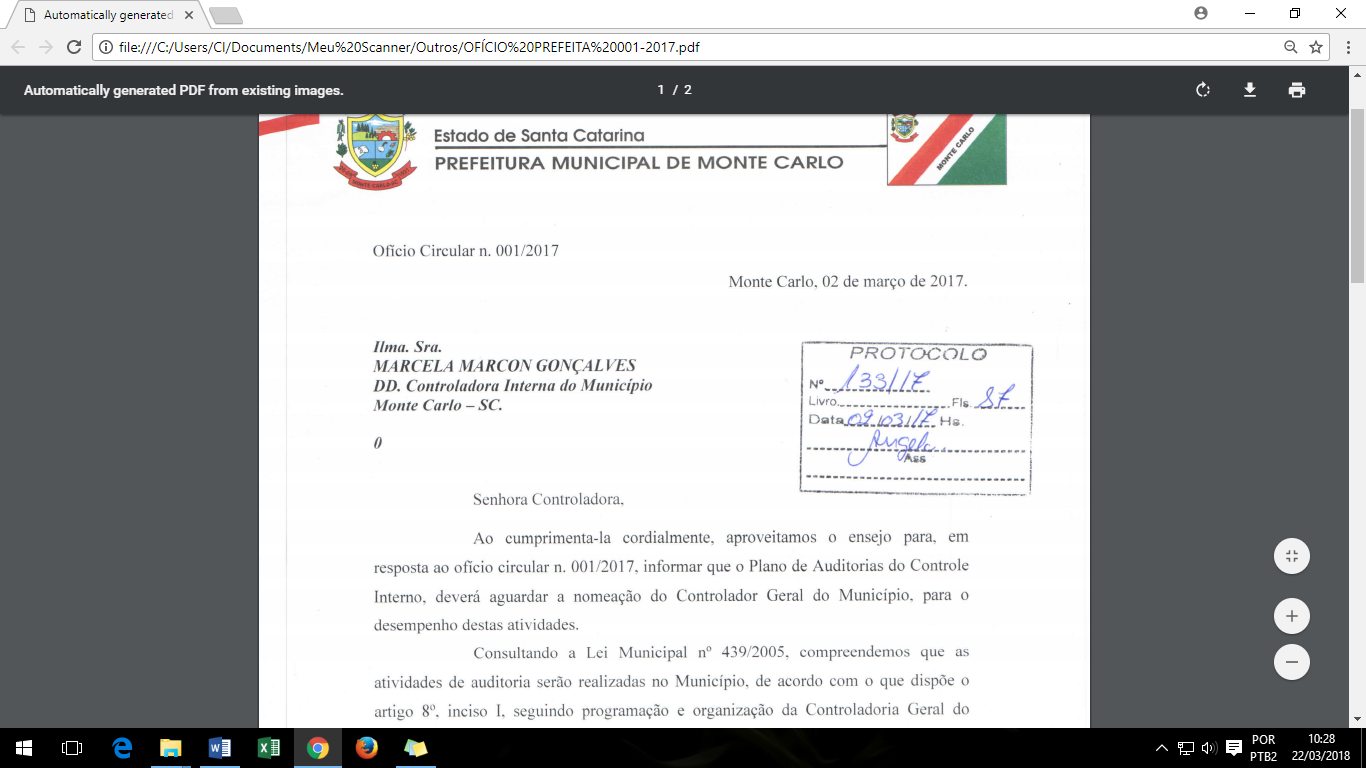 Automatically generated
file:///C:/Users/CI/Documents/Meu%20Scanner/Outros/OFÍCIO%20PREFEITA%20001-2017.pdf
Automatically generated PDF from existing images.
1 / 2
Estado de Santa Catarina
PREFEITURA MUNICIPAL DE MONTE CARLO
MONTE CARLO
Ofício Circular n. 001/2017
Monte Carlo, 02 de março de 2017.
Ilma. Sra.
MARCELA MARCON GONÇALVES
DD. Controladora Interna do Município
Monte Carlo – SC.
0
PROTOCOLO
Nº 133/17
Livro. Fls. 57
Data 02/03/17 Hs.
Angela
Ass
Senhora Controladora,
Ao cumprimenta-la cordialmente, aproveitamos o ensejo para, em
resposta ao ofício circular n. 001/2017, informar que o Plano de Auditorias do Controle
Interno, deverá aguardar a nomeação do Controlador Geral do Município, para o
desempenho destas atividades.
Consultando a Lei Municipal nº 439/2005, compreendemos que as
atividades de auditoria serão realizadas no Município, de acordo com o que dispõe o
artigo 8º, inciso I, seguindo programação e organização da Controladoria Geral do
POR
PTB2
10:28
22/03/2018